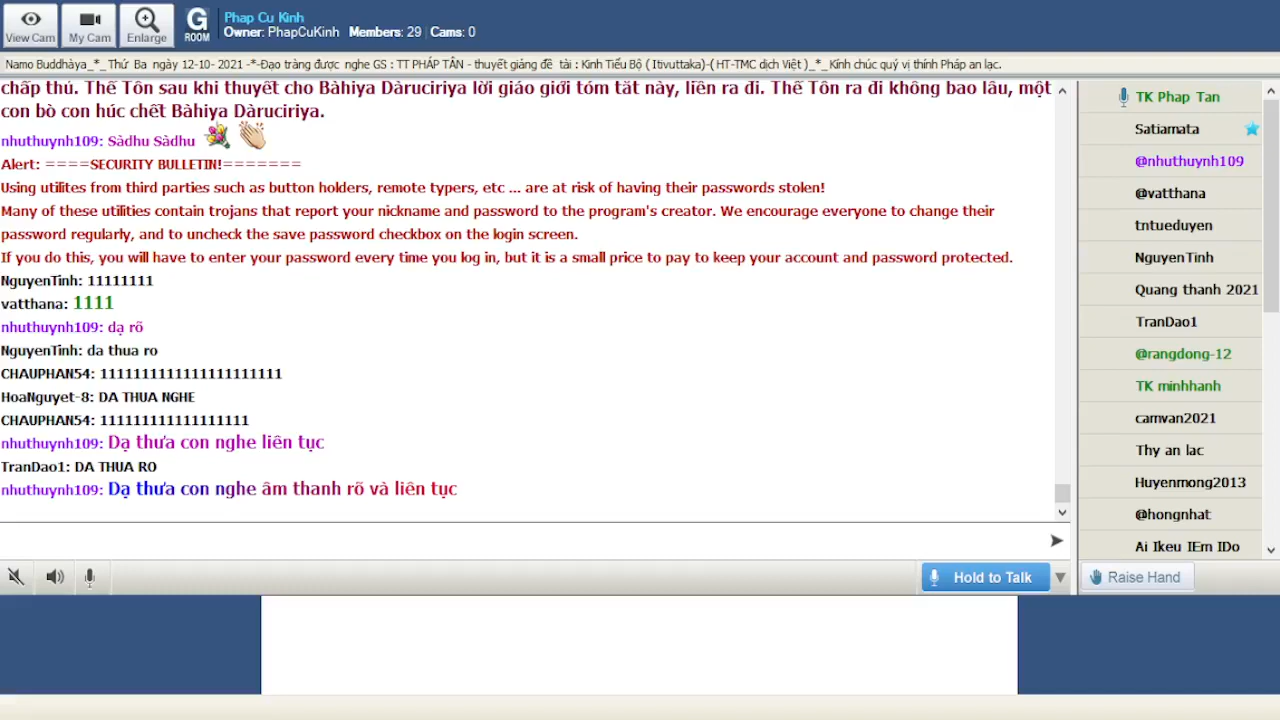 View Cam
My Cam
Enlarge
G
ROOM
Phap Cu Kinh
Owner: PhapCuKinh Members: 29 Cams: 0
Namo Buddhàya_*_Thứ Ba ngày 12-10- 2021 -*-Đạo tràng được nghe GS : TT PHÁP TÂN - thuyết giảng đề tài : Kinh Tiểu Bộ ( Itivuttaka)-( HT-TMC dịch Việt )_*_Kính chúc quý vị thính Pháp an lạc.
chấp thú. Thế Tôn sau khi thuyết cho Bàhiya Dàruciriya lời giáo giới tóm tắt này, liền ra đi. Thế Tôn ra đi không bao lâu, một
con bò con húc chết Bàhiya Dàruciriya.
nhuthuynh109: Sàdhu Sàdhu
Alert: ====SECURITY BULLETIN!=======
Using utilites from third parties such as button holders, remote typers, etc ... are at risk of having their passwords stolen!
Many of these utilities contain trojans that report your nickname and password to the program's creator. We encourage everyone to change their
password regularly, and to uncheck the save password checkbox on the login screen.
If you do this, you will have to enter your password every time you log in, but it is a small price to pay to keep your account and password protected.
NguyenTinh: 11111111
vatthana: 1111
nhuthuynh109: dạ rõ
NguyenTinh: da thua ro
CHAUPHAN54: 1111111111111111111111
HoaNguyet-8: DA THUA NGHE
CHAUPHAN54: 111111111111111111
nhuthuynh109: Dạ thưa con nghe liên tục
TranDao1: DA THUA RO
nhuthuynh109: Dạ thưa con nghe âm thanh rõ và liên tục
Hold to Talk
TK Phap Tan
Satiamata
@nhuthuynh109
@vatthana
tntueduyen
NguyenTinh
Quang thanh 2021
TranDao1
@rangdong-12
TK minhhanh
camvan2021
Thy an lac
Huyenmong2013
@hongnhat
Ai Ikeu IEm IDo
Raise Hand